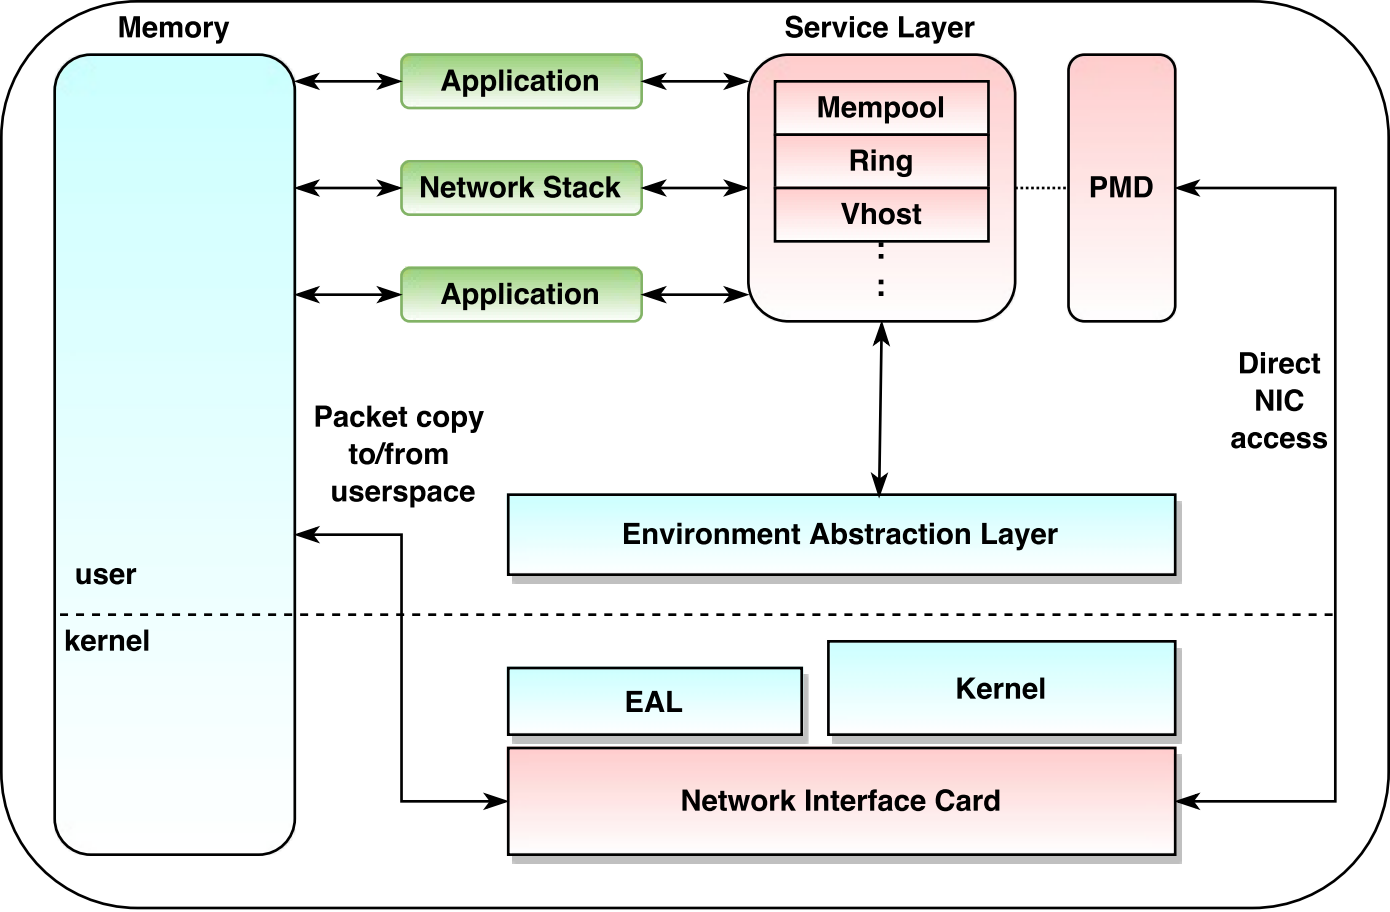 Memory
Service Layer
Application
Mempool
Ring
Network Stack
PMD
Vhost
Application
Direct
NIC
access
Packet copy
to/from
userspace
Environment Abstraction Layer
user
kernel
EAL
Kernel
Network Interface Card